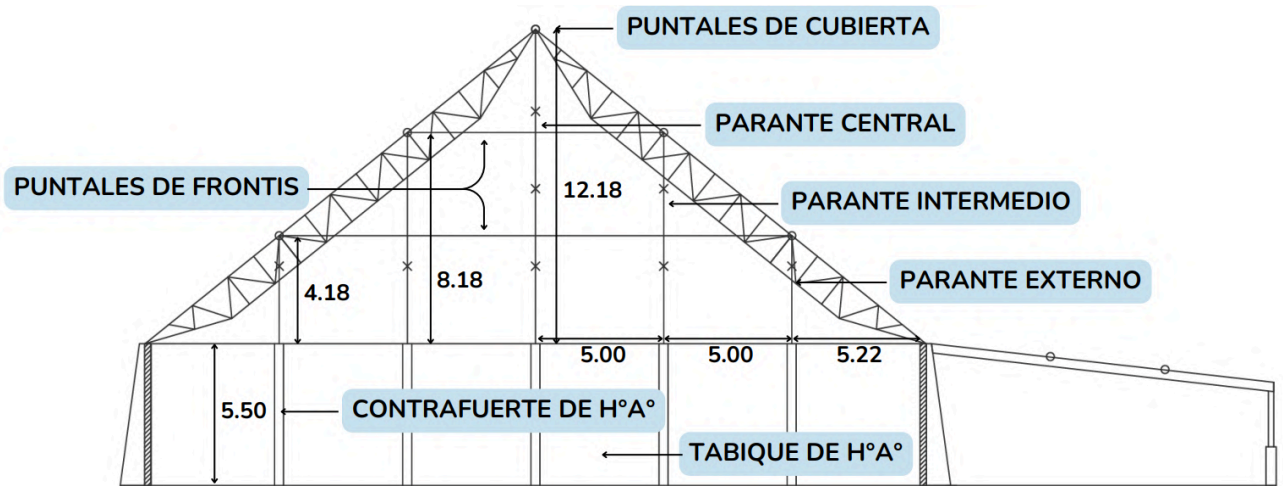 PUNTALES DE CUBIERTA
PARANTE CENTRAL
PUNTALES DE FRONTIS
12.18
PARANTE INTERMEDIO
4.18
8.18
PARANTE EXTERNO
5.00
5.00
5.22
5.50
CONTRAFUERTE DE H°A°
TABIQUE DE H°A°